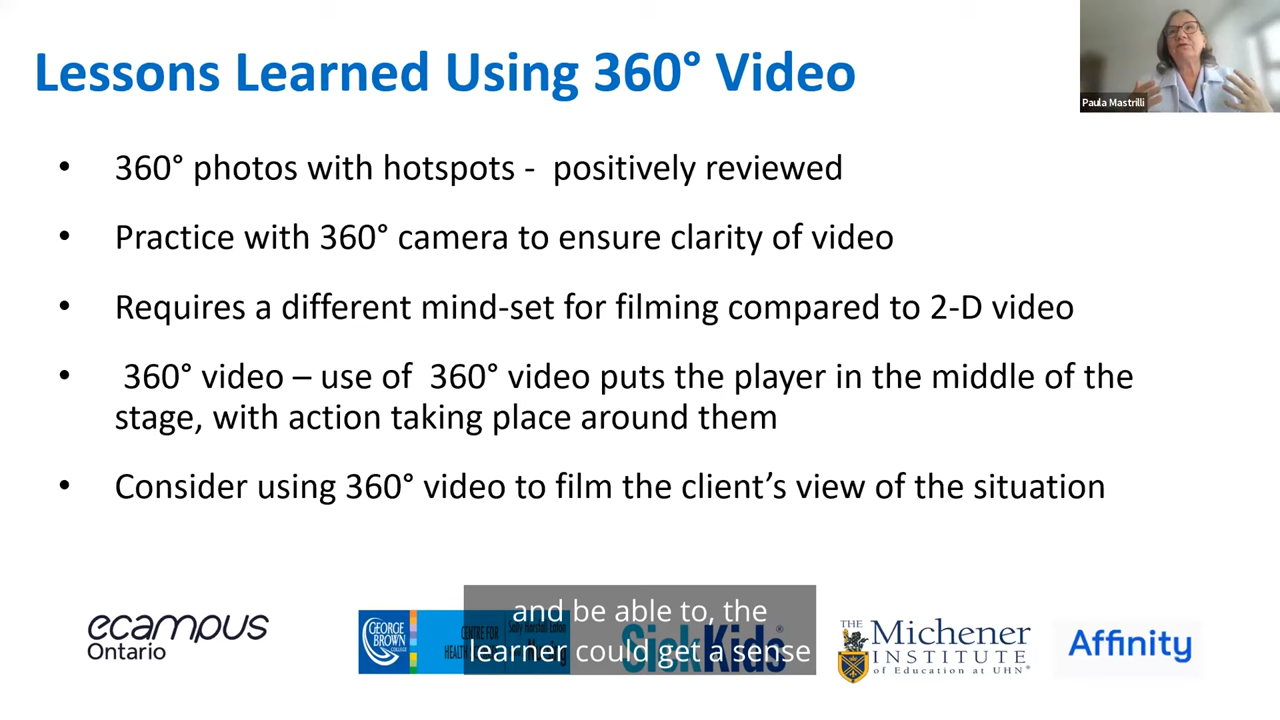 Lessons Learned Using 360° Video
Paula Mastrilli
• 360° photos with hotspots - positively reviewed
• Practice with 360° camera to ensure clarity of video
• Requires a different mind-set for filming compared to 2-D video
• 360° video – use of 360° video puts the player in the middle of the
stage, with action taking place around them
• Consider using 360° video to film the client’s view of the situation
and be able to, the
learner could get a sense
ecampus
Ontario
GEORGE
BROWN
COLLEGE
CENTRE FOR
SickKids®
THE
Michener
INSTITUTE
of Education at UHN
Affinity